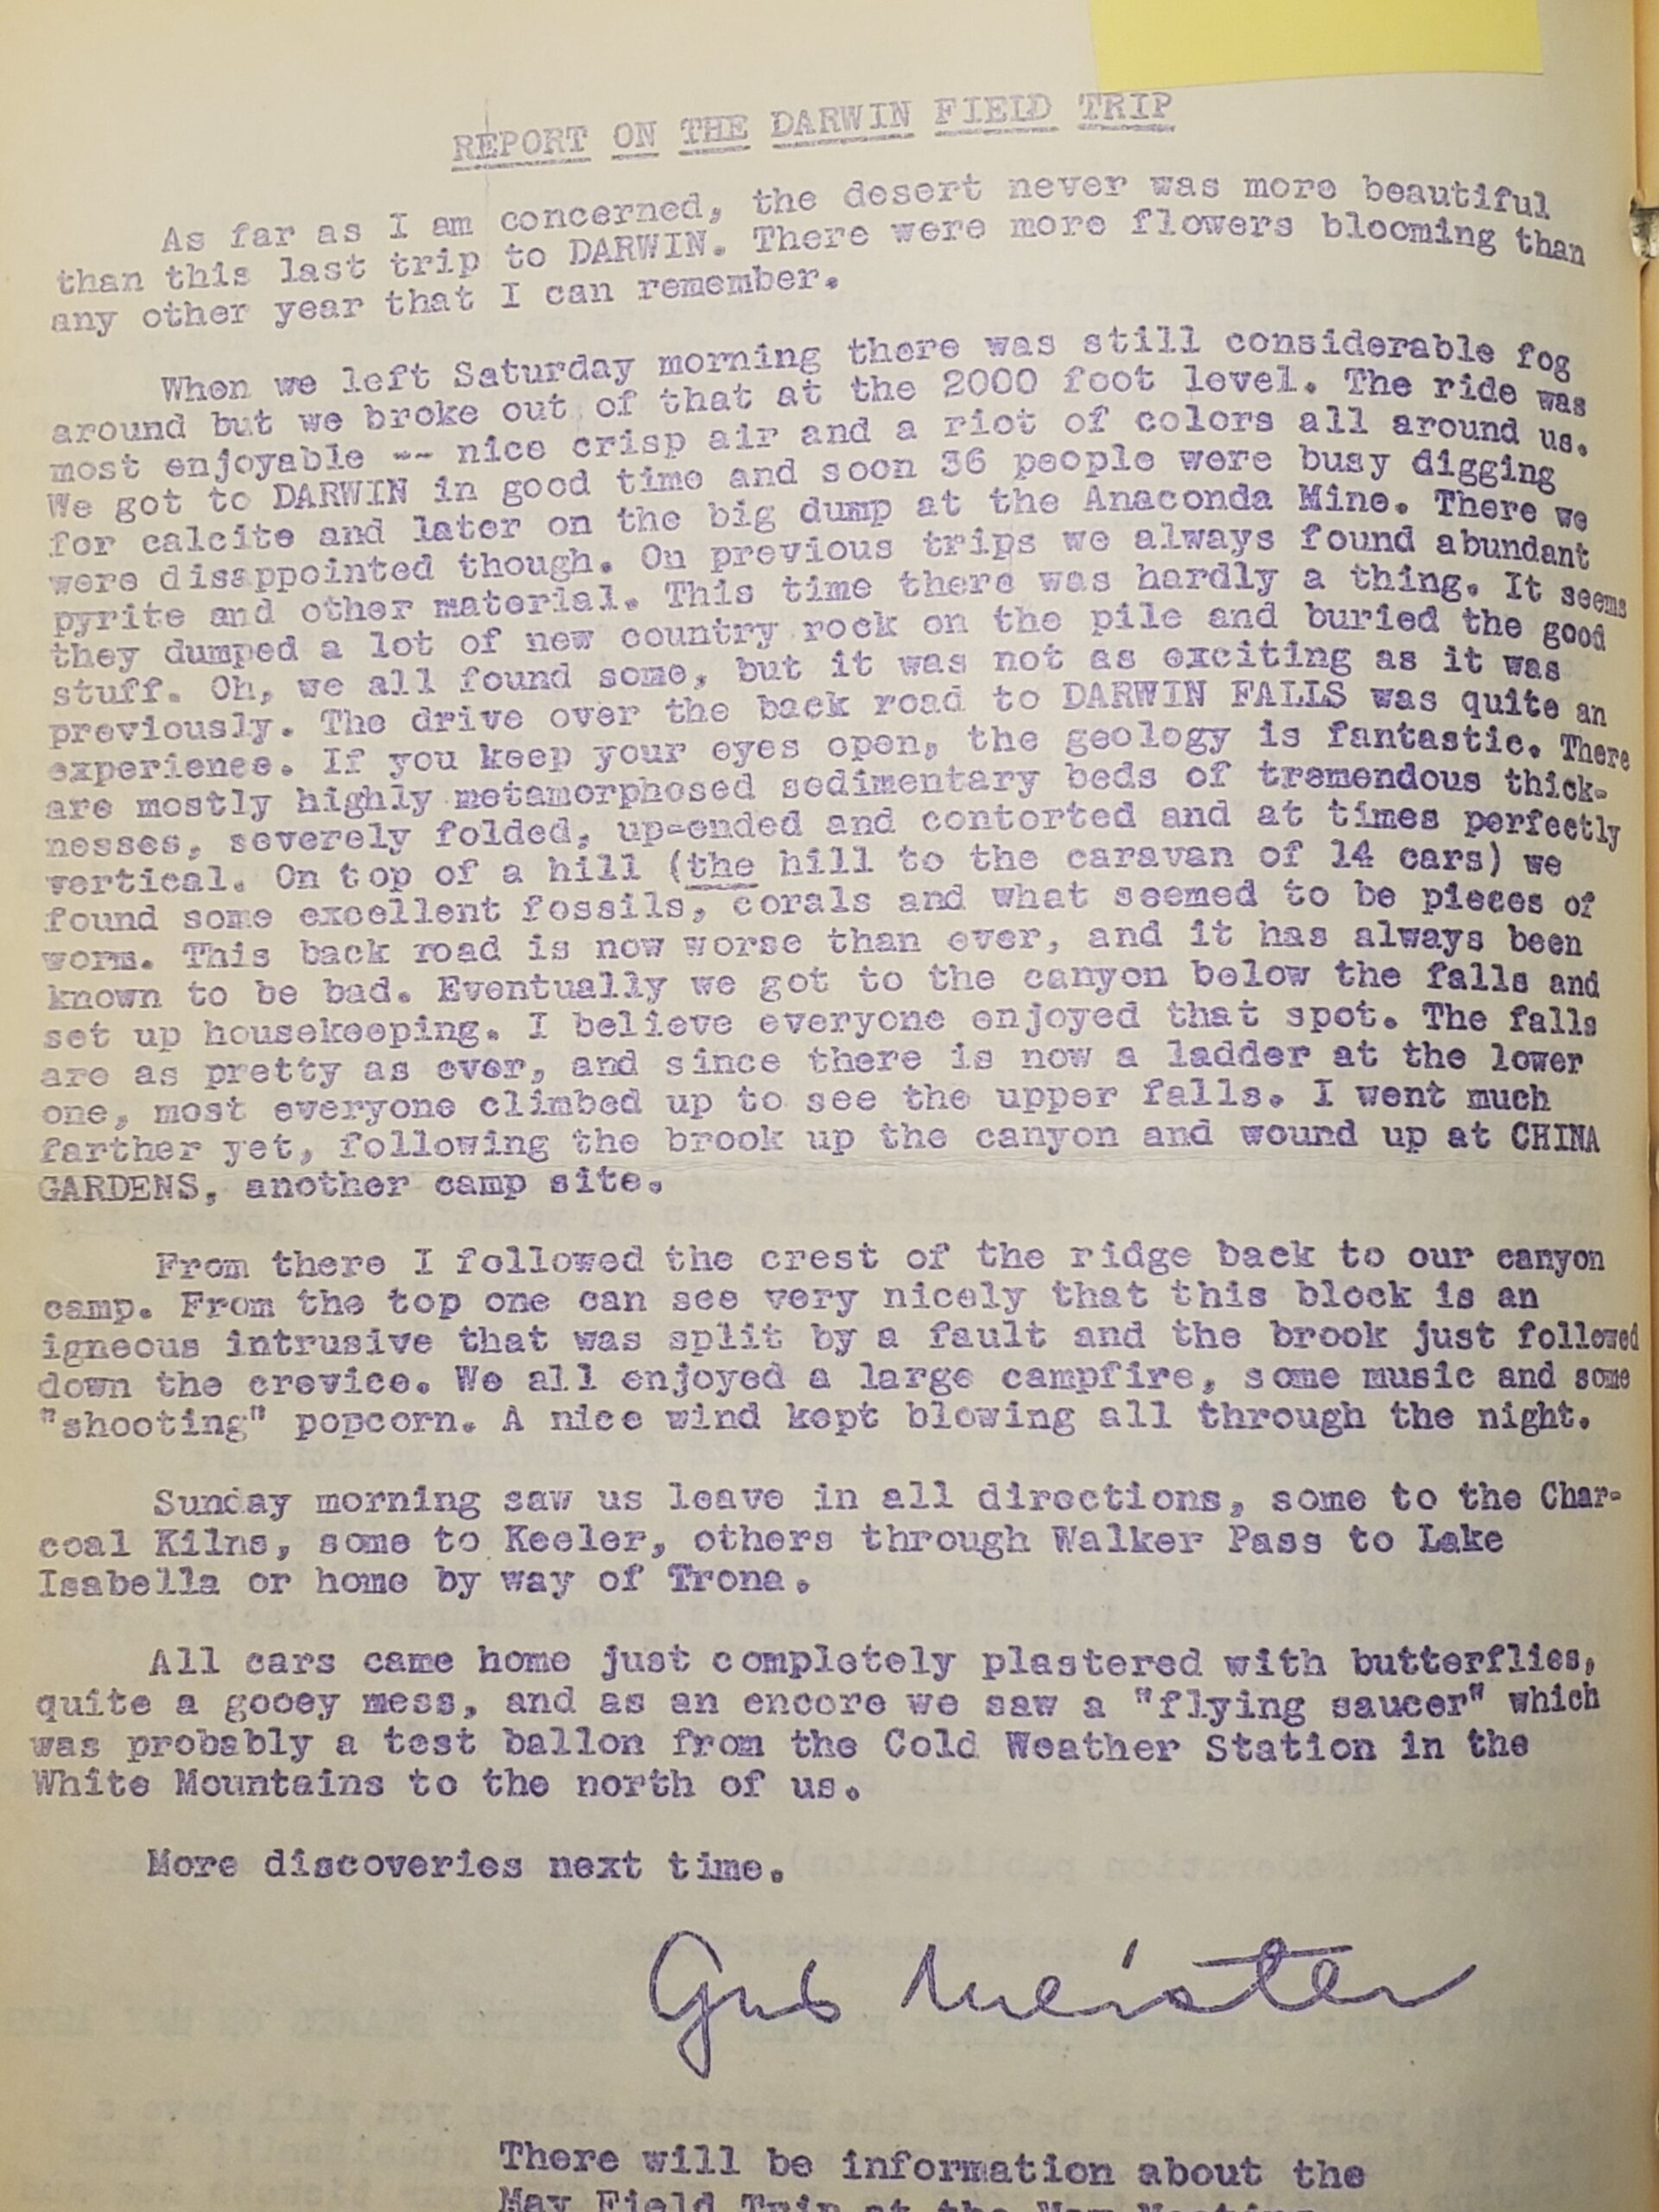 REPORT ON THE DARWIN FIELD TRIP
As far as I am concerned, the desert never was more beautiful
than this last trip to DARWIN. There were more flowers blooming than
any other year that I can remember.
When we left Saturday morning there was still considerable fog
around but we broke out of that at the 2000 foot level. The ride was
most enjoyable -- nice crisp air and a riot of colors all around us.
We got to DARWIN in good time and soon 36 people were busy digging
for calcite and later on the big dump at the Anaconda Mine. There we
were disappointed though. On previous trips we always found abundant
pyrite and other material. This time there was hardly a thing. It seems
they dumped a lot of new country rock on the pile and buried the good
stuff. Oh, we all found some, but it was not as exciting as it was
previously. The drive over the back road to DARWIN FALLS was quite an
experience. If you keep your eyes open, the geology is fantastic. There
are mostly highly metamorphosed sedimentary beds of tremendous thick-
nesses, severely folded, up-ended and contorted and at times perfectly
vertical. On top of a hill (the hill to the caravan of 14 cars) we
found some excellent fossils, corals and what seemed to be pieces of
worm. This back road is now worse than ever, and it has always been
known to be bad. Eventually we got to the canyon below the falls and
set up housekeeping. I believe everyone enjoyed that spot. The falls
are as pretty as ever, and since there is now a ladder at the lower
one, most everyone climbed up to see the upper falls. I went much
farther yet, following the brook up the canyon and wound up at CHINA
GARDENS, another camp site.
From there I followed the crest of the ridge back to our canyon
camp. From the top one can see very nicely that this block is an
igneous intrusive that was split by a fault and the brook just followed
down the crevice. We all enjoyed a large campfire, some music and some
"shooting" popcorn. A nice wind kept blowing all through the night.
Sunday morning saw us leave in all directions, some to the Char-
coal Kilns, some to Keeler, others through Walker Pass to Lake
Isabella or home by way of Trona.
All cars came home just completely plastered with butterflies,
quite a gooey mess, and as an encore we saw a "flying saucer" which
was probably a test ballon from the Cold Weather Station in the
White Mountains to the north of us.
More discoveries next time.
Gus Meister
There will be information about the
May Field Trip at the May Meeting